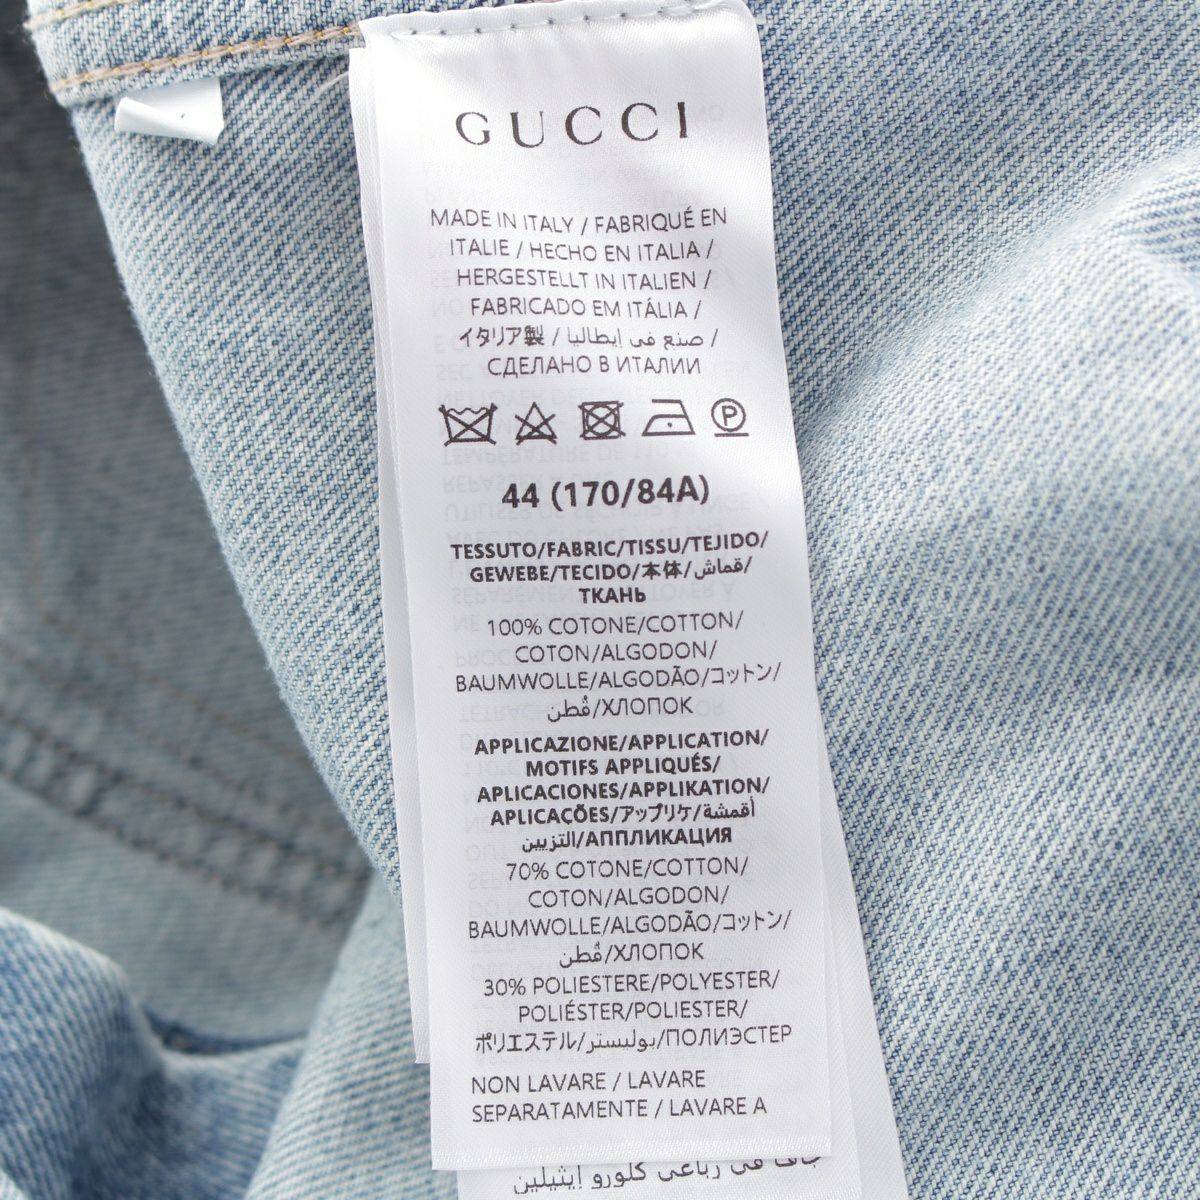 GUCCI
MADE IN ITALY / FABRIQUÉ EN
ITALIE / HECHO EN ITALIA /
HERGESTELLT IN ITALIEN /
FABRICADO EM ITÁLIA /
イタリア製 / صنع في إيطاليا /
СДЕЛАНО В ИТАЛИИ
P
44 (170/84A)
TESSUTO/FABRIC/TISSU/TEJIDO/
GEWEBE/TECIDO/本体/قماش/
ТКАНЬ
100% COTONE/COTTON/
COTON/ALGODON/
BAUMWOLLE/ALGODÃO/コットン/
قُطن/ХЛОПОК
APPLICAZIONE/APPLICATION/
MOTIFS APPLIQUÉS/
APLICACIONES/APPLIKATION/
APLICAÇÕES/アップリケ/أقمشة
التزيين/АППЛИКАЦИЯ
70% COTONE/COTTON/
COTON/ALGODON/
BAUMWOLLE/ALGODÃO/コットン/
قُطن/ХЛОПОК
30% POLIESTERE/POLYESTER/
POLIÉSTER/POLIESTER/
ポリエステル/بوليستر/ПОЛИЭСТЕР
NON LAVARE / LAVARE
SEPARATAMENTE / LAVARE A
جاف في رباعي كلورو إيثيلين